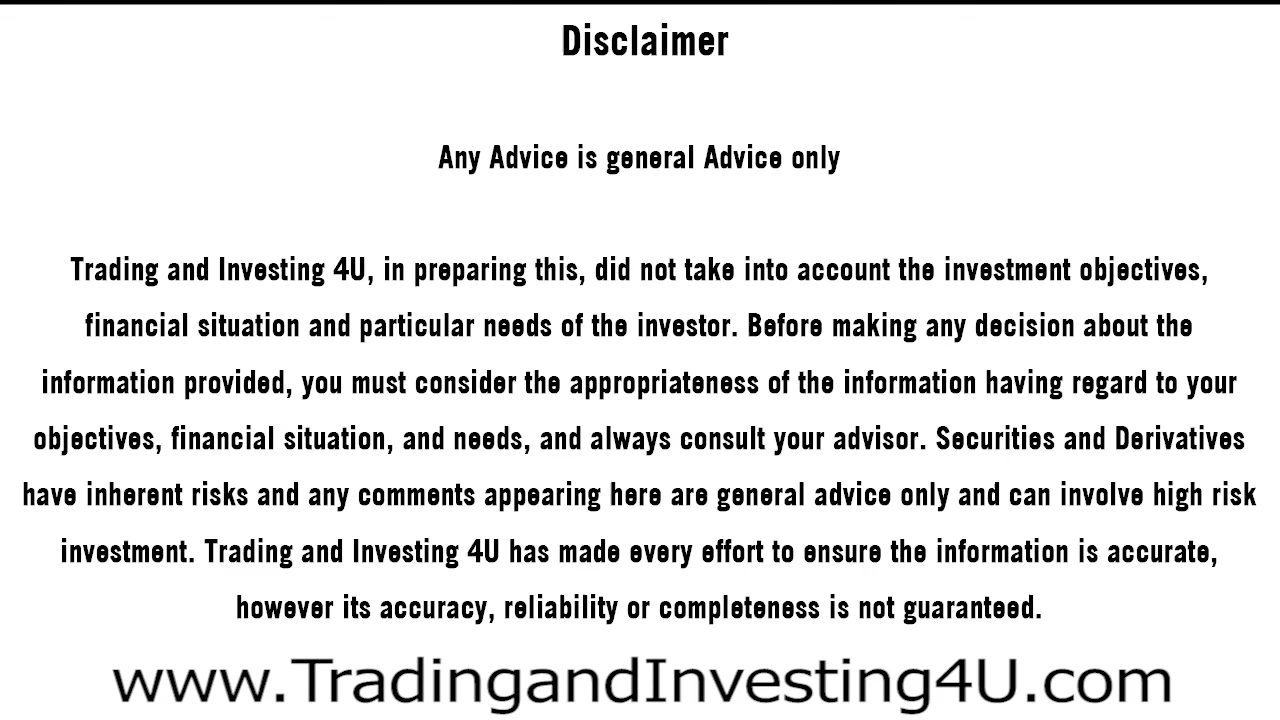 Disclaimer
Any Advice is general Advice only
Trading and Investing 4U, in preparing this, did not take into account the investment objectives,
financial situation and particular needs of the investor. Before making any decision about the
information provided, you must consider the appropriateness of the information having regard to your
objectives, financial situation, and needs, and always consult your advisor. Securities and Derivatives
have inherent risks and any comments appearing here are general advice only and can involve high risk
investment. Trading and Investing 4U has made every effort to ensure the information is accurate,
however its accuracy, reliability or completeness is not guaranteed.
www.TradingandInvesting4U.com